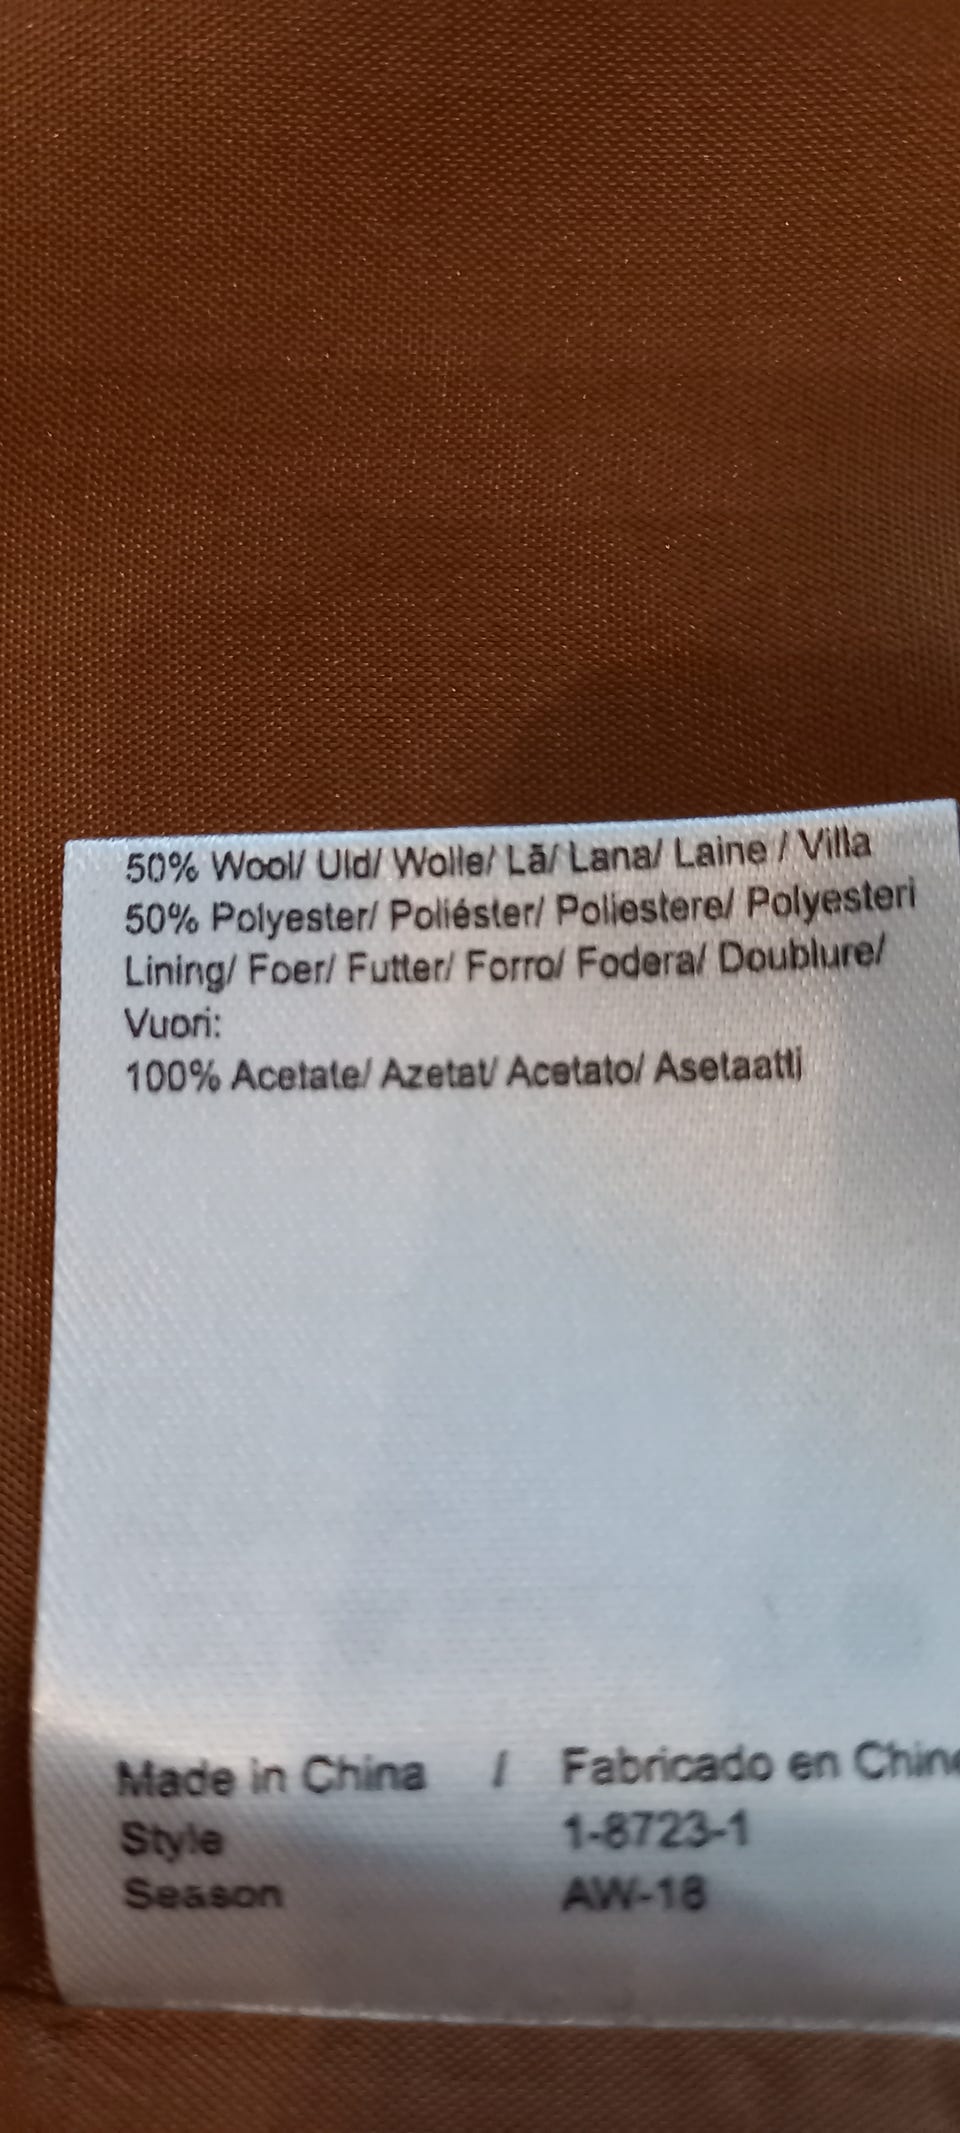 50% Wool/ Uld/ Wolle/ Lã/ Lana/ Laine / Villa
50% Polyester/ Poliéster/ Poliestere/ Polyesteri
Lining/ Foer/ Futter/ Forro/ Fodera/ Doublure/
Vuori:
100% Acetate/ Azetat/ Acetato/ Asetaatti
Made in China / Fabricado en
Style 1-8723-1
Season AW-18